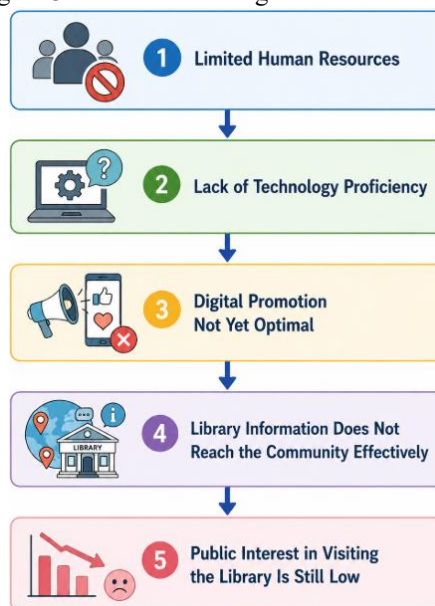 1 Limited Human Resources
2 Lack of Technology Proficiency
3 Digital Promotion
Not Yet Optimal
LIBRARY
4 Library Information Does Not
Reach the Community Effectively
5 Public Interest in Visiting
the Library Is Still Low